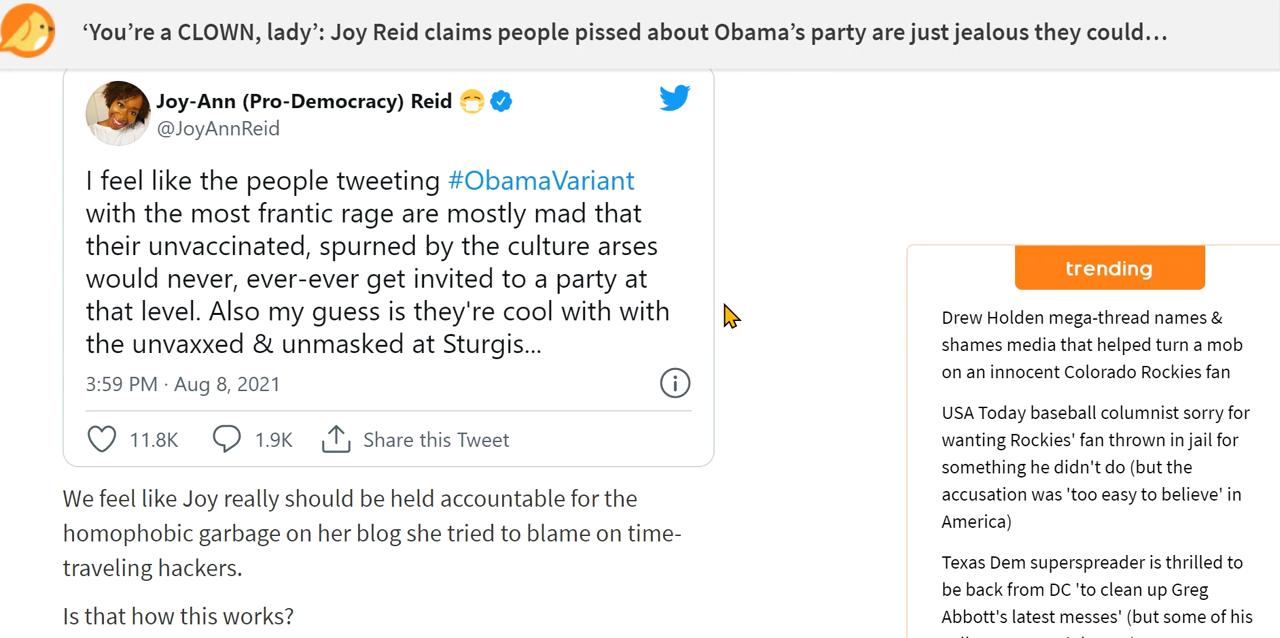 ‘You’re a CLOWN, lady’: Joy Reid claims people pissed about Obama’s party are just jealous they could…
Joy-Ann (Pro-Democracy) Reid 😷
@JoyAnnReid
I feel like the people tweeting #ObamaVariant
with the most frantic rage are mostly mad that
their unvaccinated, spurned by the culture arses
would never, ever-ever get invited to a party at
that level. Also my guess is they're cool with with
the unvaxxed & unmasked at Sturgis...
3:59 PM · Aug 8, 2021
11.8K 1.9K Share this Tweet
We feel like Joy really should be held accountable for the
homophobic garbage on her blog she tried to blame on time-
traveling hackers.
Is that how this works?
trending
Drew Holden mega-thread names &
shames media that helped turn a mob
on an innocent Colorado Rockies fan
USA Today baseball columnist sorry for
wanting Rockies' fan thrown in jail for
something he didn't do (but the
accusation was 'too easy to believe' in
America)
Texas Dem superspreader is thrilled to
be back from DC 'to clean up Greg
Abbott's latest messes' (but some of his